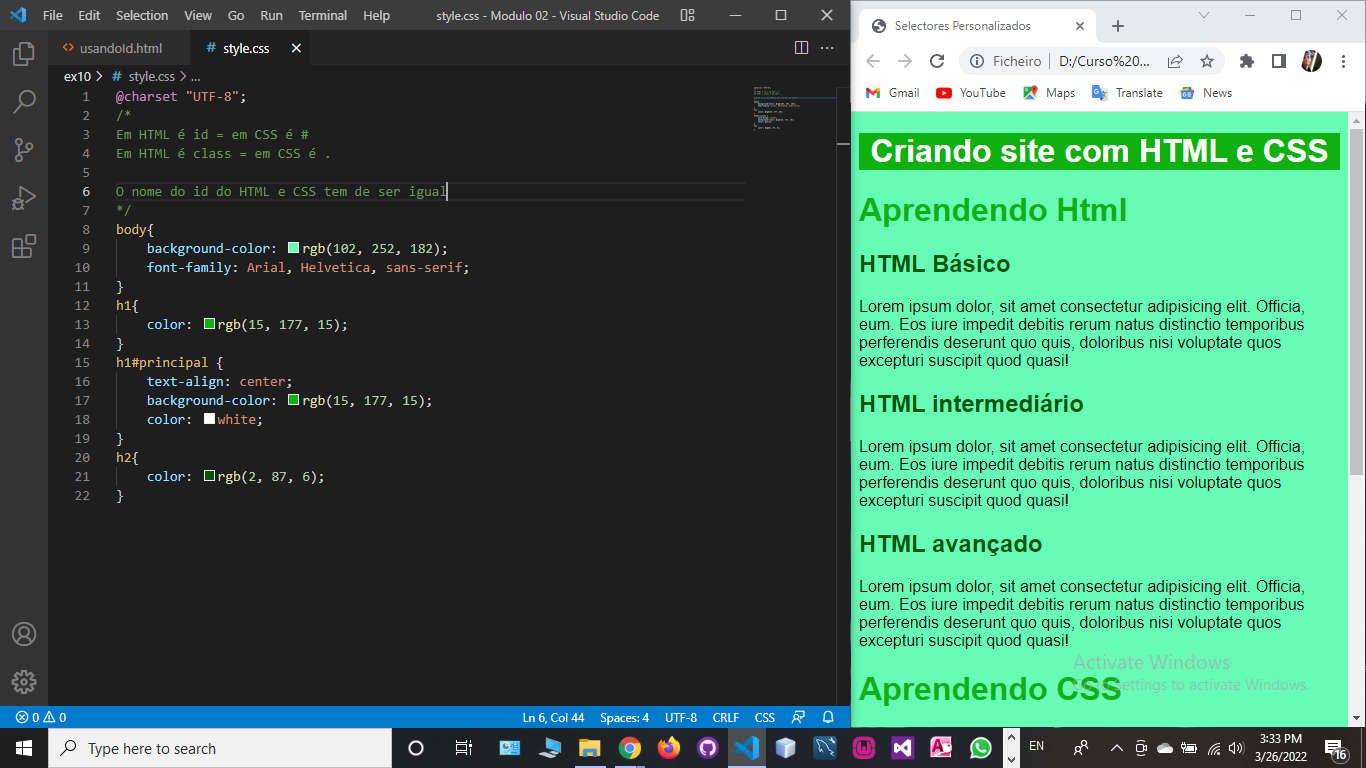 File Edit Selection View Go Run Terminal Help style.css - Modulo 02 - Visual Studio Code
usandoId.html style.css
ex10 > # style.css > ...
1 @charset "UTF-8";
2 /*
3 Em HTML é id = em CSS é #
4 Em HTML é class = em CSS é .
5
6 O nome do id do HTML e CSS tem de ser igual
7 */
8 body{
9 background-color: rgb(102, 252, 182);
10 font-family: Arial, Helvetica, sans-serif;
11 }
12 h1{
13 color: rgb(15, 177, 15);
14 }
15 h1#principal {
16 text-align: center;
17 background-color: rgb(15, 177, 15);
18 color: white;
19 }
20 h2{
21 color: rgb(2, 87, 6);
22 }
0 0 Ln 6, Col 44 Spaces: 4 UTF-8 CRLF CSS
Selectores Personalizados
Ficheiro | D:/Curso%20...
Gmail YouTube Maps Translate News
Criando site com HTML e CSS
Aprendendo Html
HTML Básico
Lorem ipsum dolor, sit amet consectetur adipisicing elit. Officia,
eum. Eos iure impedit debitis rerum natus distinctio temporibus
perferendis deserunt quo quis, doloribus nisi voluptate quos
excepturi suscipit quod quasi!
HTML intermediário
Lorem ipsum dolor, sit amet consectetur adipisicing elit. Officia,
eum. Eos iure impedit debitis rerum natus distinctio temporibus
perferendis deserunt quo quis, doloribus nisi voluptate quos
excepturi suscipit quod quasi!
HTML avançado
Lorem ipsum dolor, sit amet consectetur adipisicing elit. Officia,
eum. Eos iure impedit debitis rerum natus distinctio temporibus
perferendis deserunt quo quis, doloribus nisi voluptate quos
excepturi suscipit quod quasi!
Activate Windows
Go to Settings to activate Windows.
Aprendendo CSS
Type here to search
EN
3:33 PM
3/26/2022
16